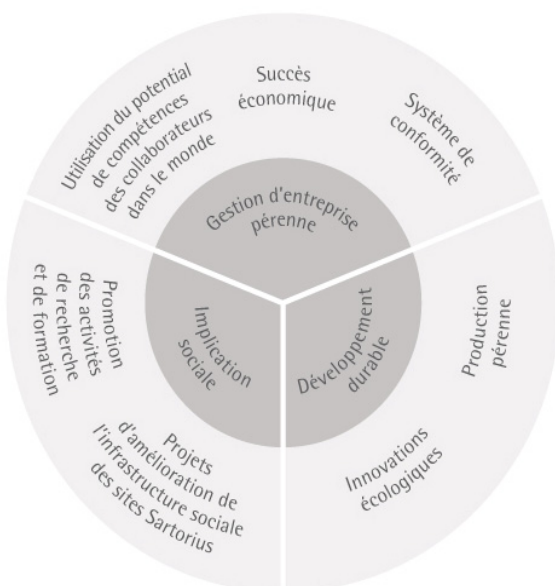 Utilisation du potentiel
de compétences
des collaborateurs
dans le monde
Succès
économique
Système de
conformité
Gestion d'entreprise
pérenne
Implication
sociale
Développement
durable
Promotion
des activités
de recherche
et de formation
Projets
d'amélioration de
l'infrastructure sociale
des sites Sartorius
Production
pérenne
Innovations
écologiques